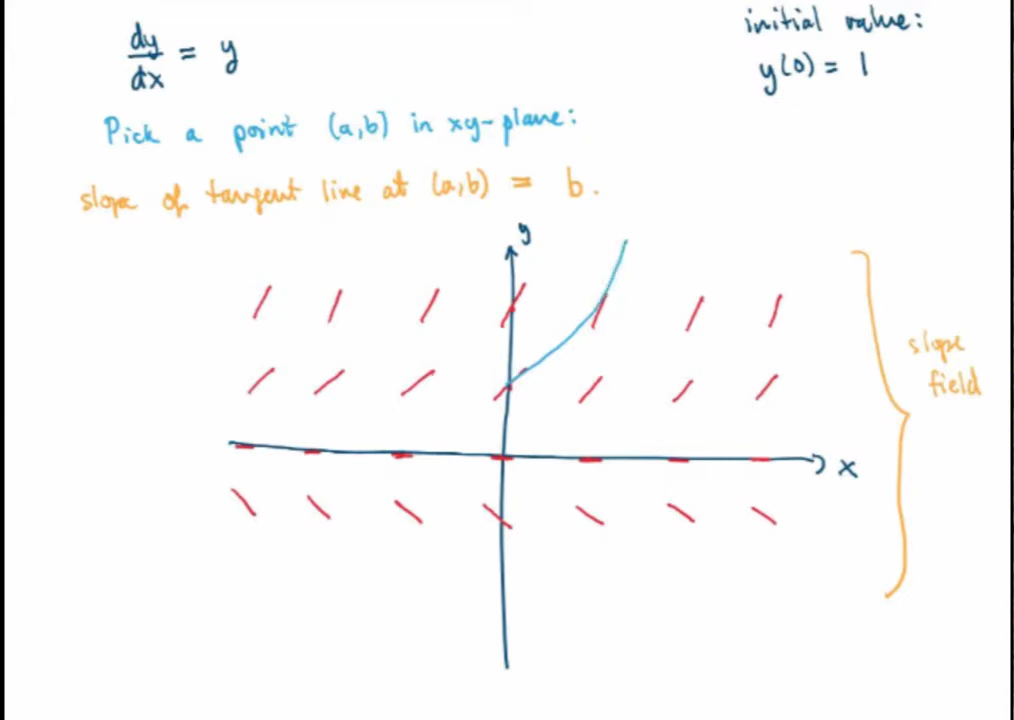 dy/dx = y
initial value:
y(0) = 1
Pick a point (a,b) in xy-plane:
slope of tangent line at (a,b) = b.
y
slope
field
x